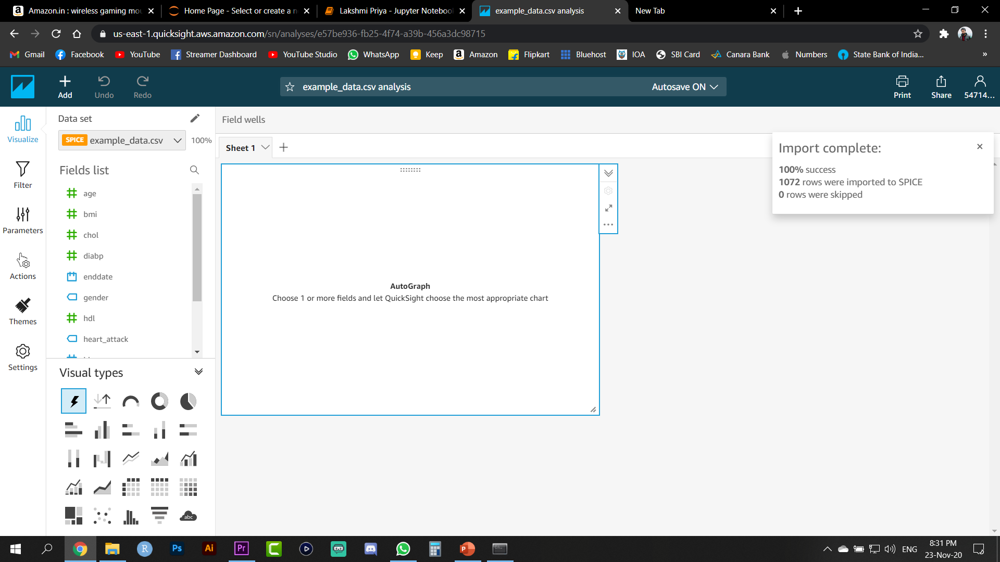 Amazon.in : wireless gaming mou
Home Page - Select or create a n
Lakshmi Priya - Jupyter Notebook
example_data.csv analysis
New Tab
us-east-1.quicksight.aws.amazon.com/sn/analyses/e57be936-fb25-4f74-a39b-456a3dc98715
Gmail
Facebook
YouTube
Streamer Dashboard
YouTube Studio
WhatsApp
Keep
Amazon
Flipkart
Bluehost
IOA
SBI Card
Canara Bank
Numbers
State Bank of India...
»
Add
Undo
Redo
example_data.csv analysis
Autosave ON
Print
Share
54714...
Visualize
Filter
Parameters
Actions
Themes
Settings
Data set
SPICE example_data.csv
100%
Fields list
age
bmi
chol
diabp
enddate
gender
hdl
heart_attack
Visual types
abc
Field wells
Sheet 1
AutoGraph
Choose 1 or more fields and let QuickSight choose the most appropriate chart
Import complete:
100% success
1072 rows were imported to SPICE
0 rows were skipped
R
Ps
Ai
Pr
C
P
ENG
8:31 PM
23-Nov-20